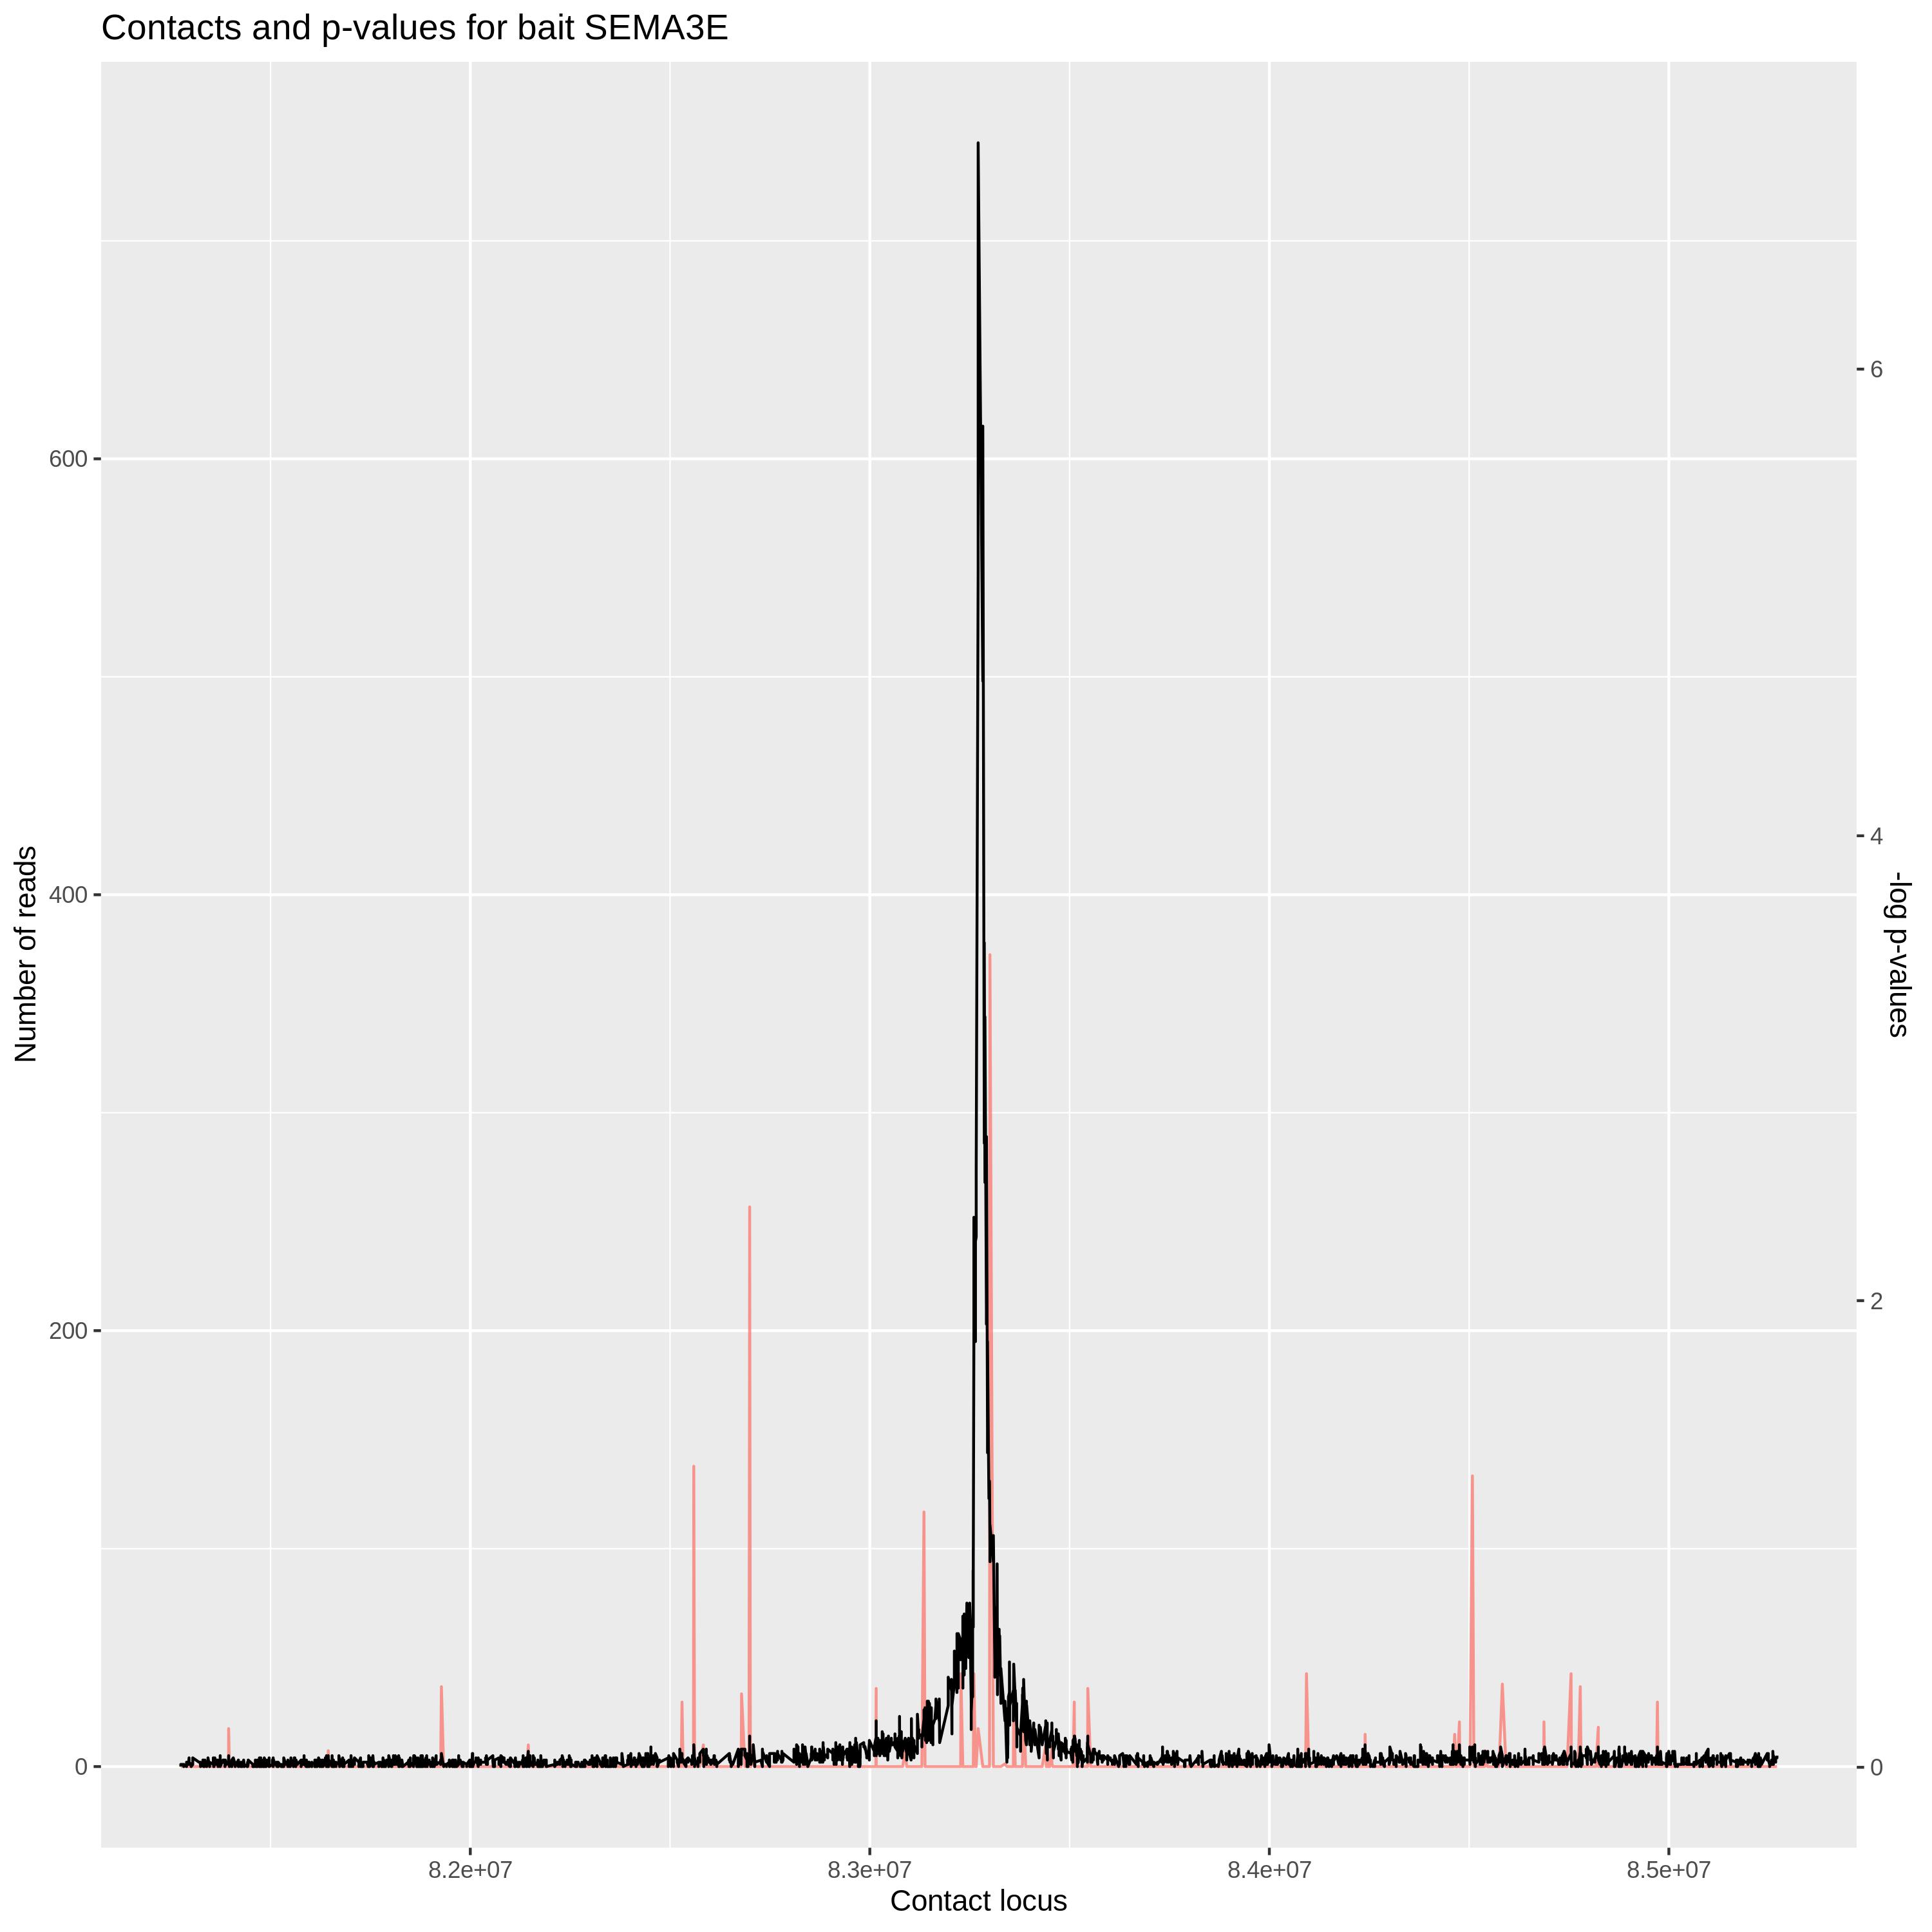 Contacts and p-values for bait SEMA3E
600
400
200
0
Number of reads
6
4
2
0
-log p-values
8.2e+07
8.3e+07
8.4e+07
8.5e+07
Contact locus